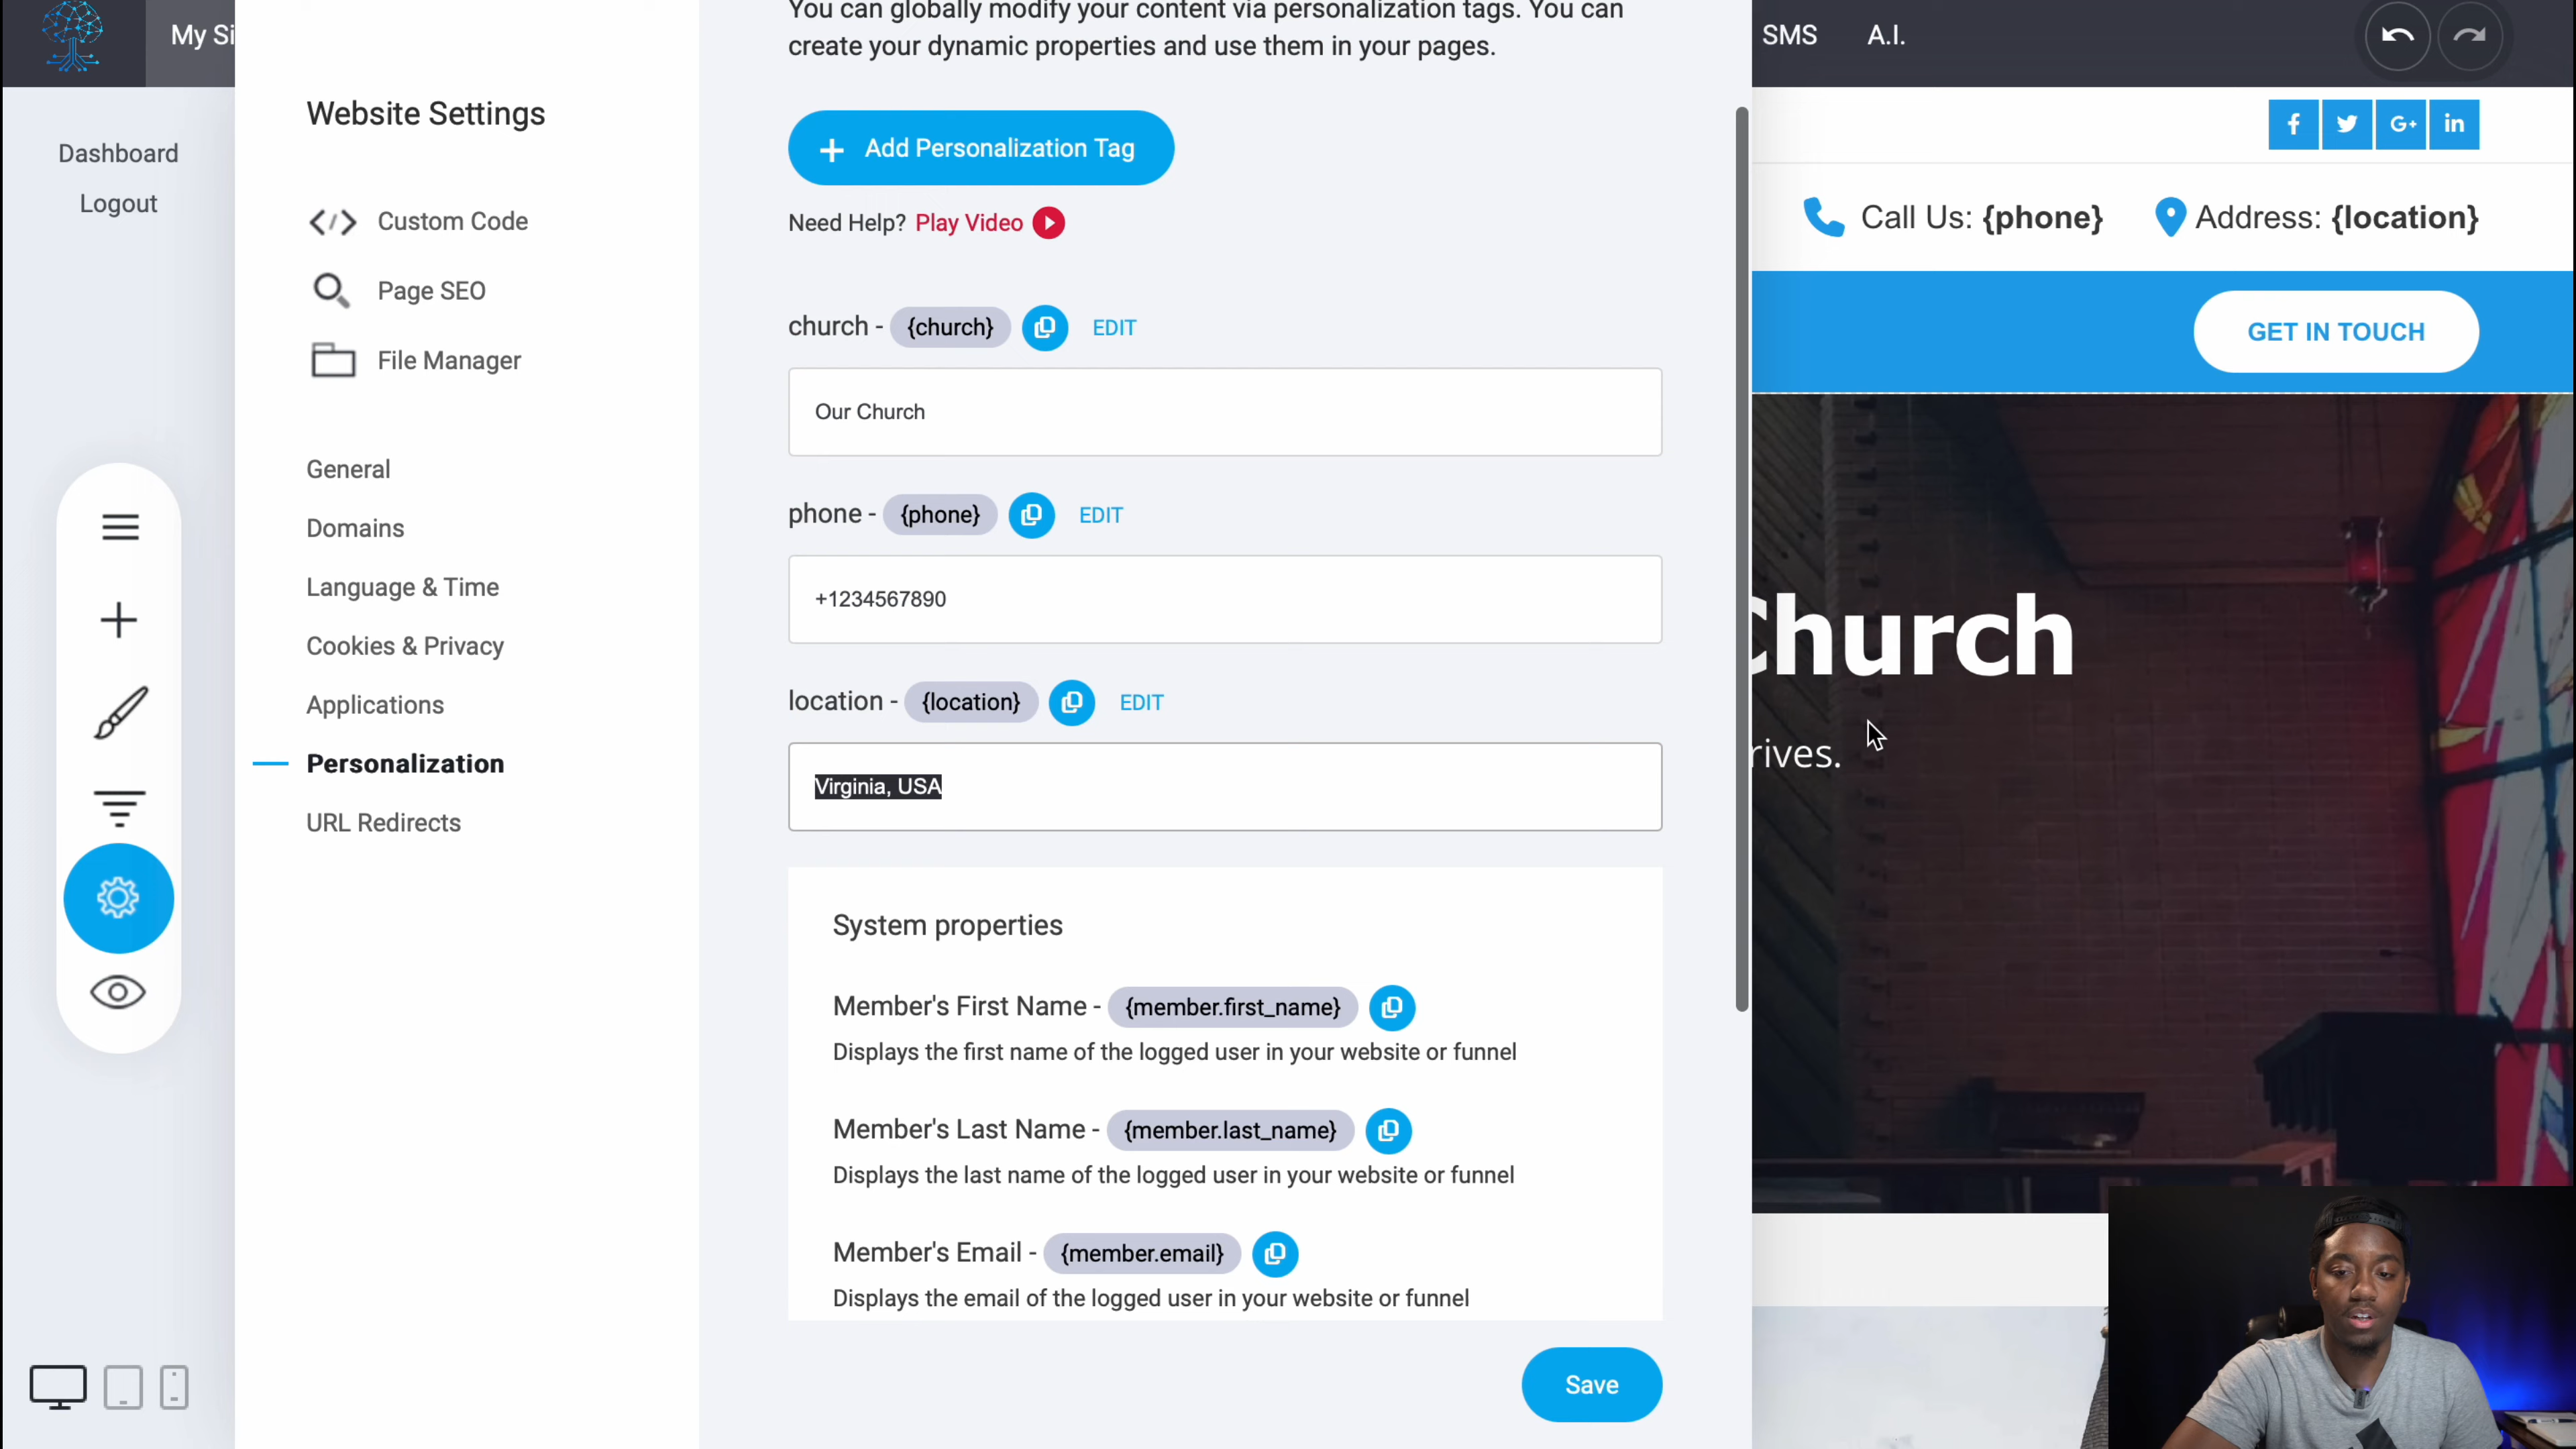 My Si
SMS
A.I.
Dashboard
Logout
Website Settings
Custom Code
Page SEO
File Manager
General
Domains
Language & Time
Cookies & Privacy
Applications
Personalization
URL Redirects
You can globally modify your content via personalization tags. You can
create your dynamic properties and use them in your pages.
+ Add Personalization Tag
Need Help? Play Video
church - {church} EDIT
Our Church
phone - {phone} EDIT
+1234567890
location - {location} EDIT
Virginia, USA
System properties
Member's First Name - {member.first_name}
Displays the first name of the logged user in your website or funnel
Member's Last Name - {member.last_name}
Displays the last name of the logged user in your website or funnel
Member's Email - {member.email}
Displays the email of the logged user in your website or funnel
Save
f G+ in
Call Us: {phone} Address: {location}
GET IN TOUCH
Church
rives.